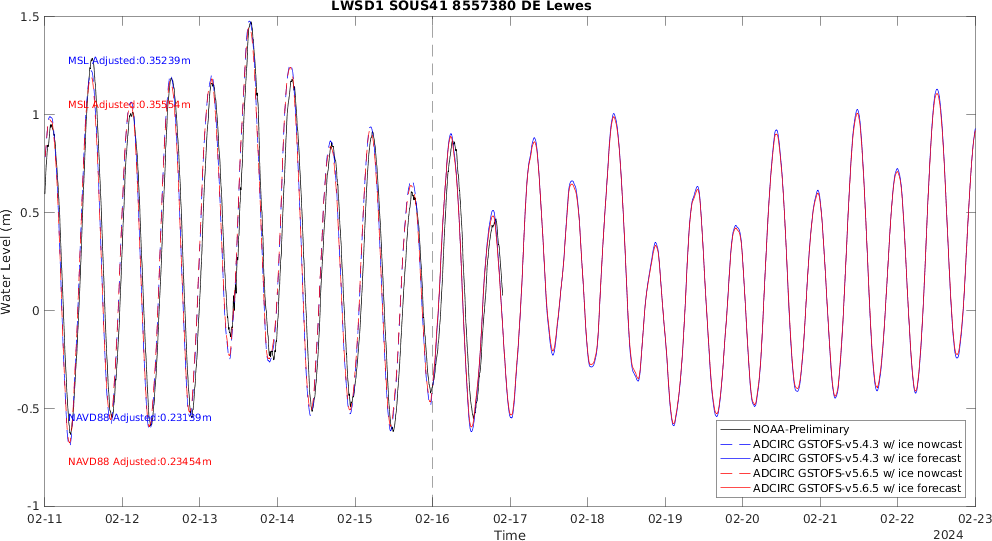 LWSD1 SOUS41 8557380 DE Lewes
1.5
MSL Adjusted:0.35239m
MSL Adjusted:0.35554m
1
0.5
Water Level (m)
0
-0.5
NAVD88 Adjusted:0.23139m
NAVD88 Adjusted:0.23454m
-1
NOAA-Preliminary
ADCIRC GSTOFS-v5.4.3 w/ ice nowcast
ADCIRC GSTOFS-v5.4.3 w/ ice forecast
ADCIRC GSTOFS-v5.6.5 w/ ice nowcast
ADCIRC GSTOFS-v5.6.5 w/ ice forecast
02-11 02-12 02-13 02-14 02-15 02-16 02-17 02-18 02-19 02-20 02-21 02-22 02-23
Time
2024